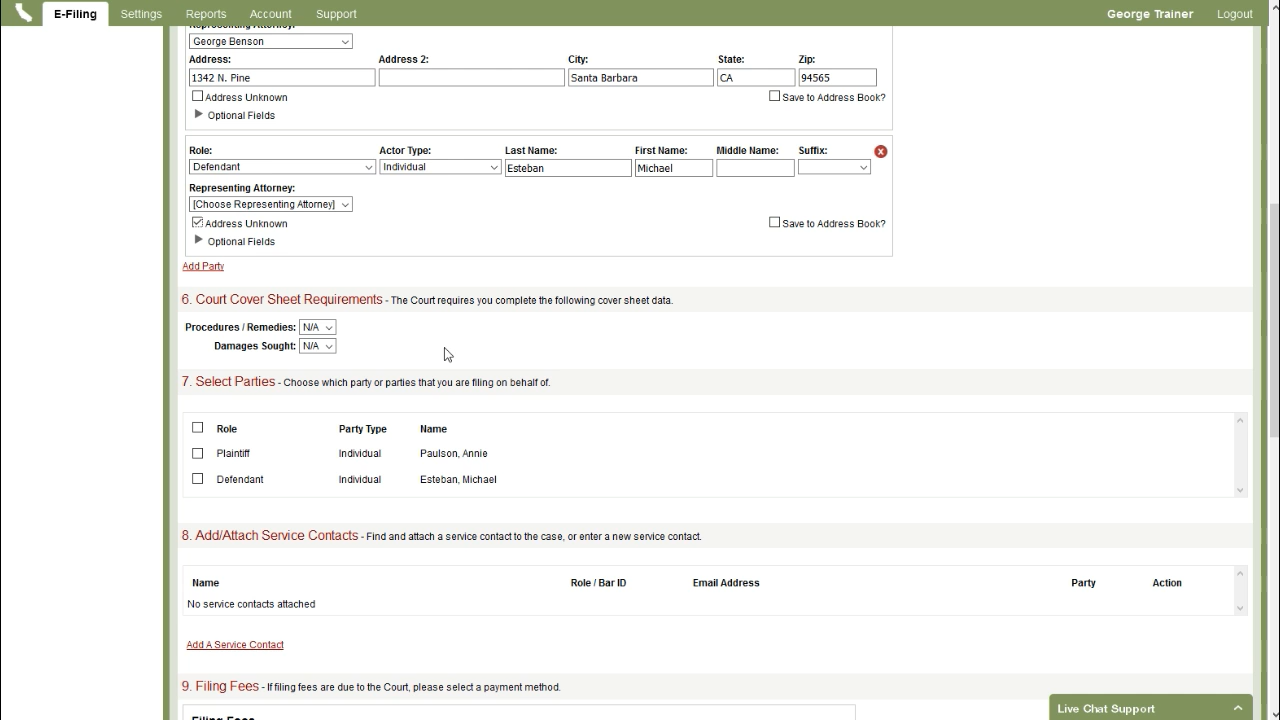 E-Filing Settings Reports Account Support George Trainer Logout
Representing Attorney:
George Benson
Address: Address 2: City: State: Zip:
1342 N. Pine Santa Barbara CA 94565
Address Unknown Save to Address Book?
Optional Fields
Role: Actor Type: Last Name: First Name: Middle Name: Suffix:
Defendant Individual Esteban Michael
Representing Attorney:
[Choose Representing Attorney]
Address Unknown Save to Address Book?
Optional Fields
Add Party
6. Court Cover Sheet Requirements - The Court requires you complete the following cover sheet data.
Procedures / Remedies: N/A
Damages Sought: N/A
7. Select Parties - Choose which party or parties that you are filing on behalf of.
Role Party Type Name
Plaintiff Individual Paulson, Annie
Defendant Individual Esteban, Michael
8. Add/Attach Service Contacts - Find and attach a service contact to the case, or enter a new service contact.
Name Role / Bar ID Email Address Party Action
No service contacts attached
Add A Service Contact
9. Filing Fees - If filing fees are due to the Court, please select a payment method.
Filing Fees
Live Chat Support